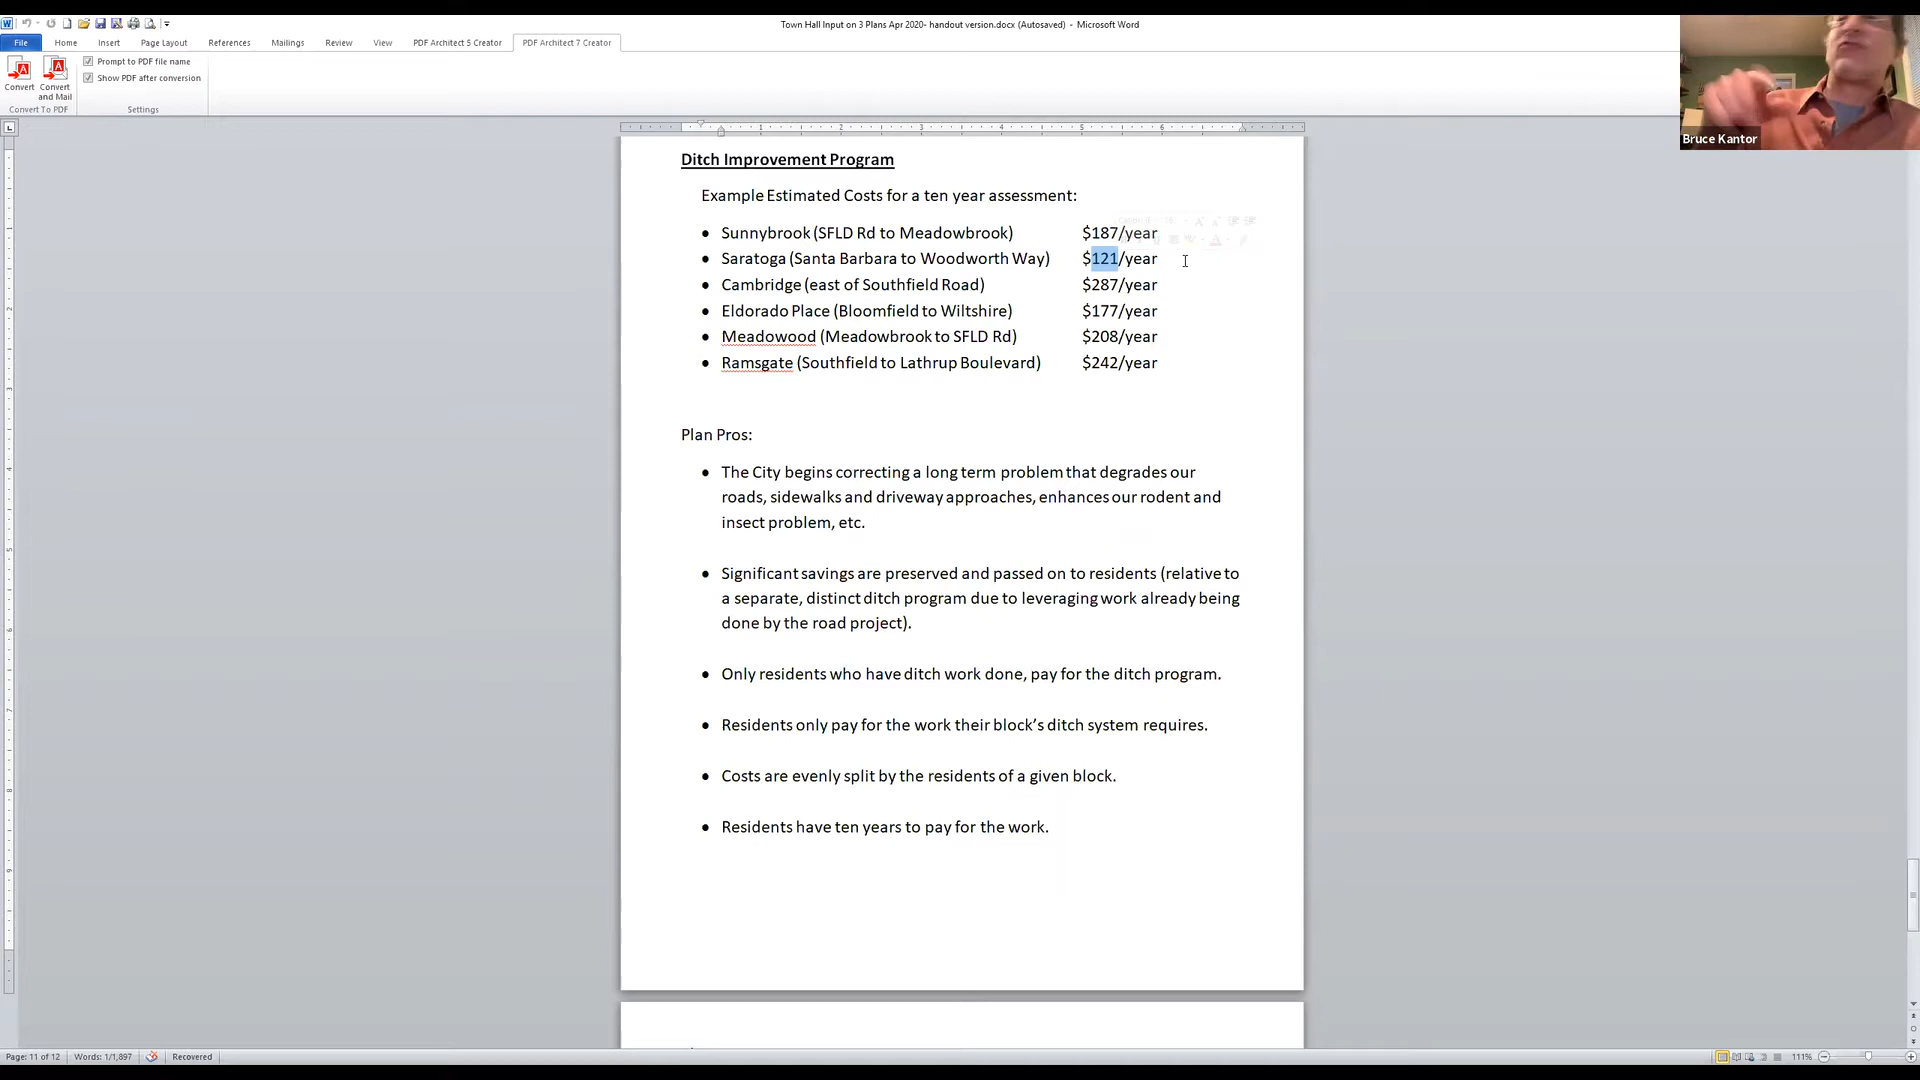 Town Hall Input on 3 Plans Apr 2020- handout version.docx (Autosaved) - Microsoft Word
File Home Insert Page Layout References Mailings Review View PDF Architect 5 Creator PDF Architect 7 Creator
Convert
Convert and Mail
Prompt to PDF file name
Show PDF after conversion
Convert To PDF Settings
Bruce Kantor
1 2 3 4 5 6
Ditch Improvement Program
Example Estimated Costs for a ten year assessment:
• Sunnybrook (SFLD Rd to Meadowbrook) $187/year
• Saratoga (Santa Barbara to Woodworth Way) $121/year
• Cambridge (east of Southfield Road) $287/year
• Eldorado Place (Bloomfield to Wiltshire) $177/year
• Meadowood (Meadowbrook to SFLD Rd) $208/year
• Ramsgate (Southfield to Lathrup Boulevard) $242/year
Plan Pros:
• The City begins correcting a long term problem that degrades our
roads, sidewalks and driveway approaches, enhances our rodent and
insect problem, etc.
• Significant savings are preserved and passed on to residents (relative to
a separate, distinct ditch program due to leveraging work already being
done by the road project).
• Only residents who have ditch work done, pay for the ditch program.
• Residents only pay for the work their block's ditch system requires.
• Costs are evenly split by the residents of a given block.
• Residents have ten years to pay for the work.
Page: 11 of 12 Words: 1/1,897 Recovered 111%